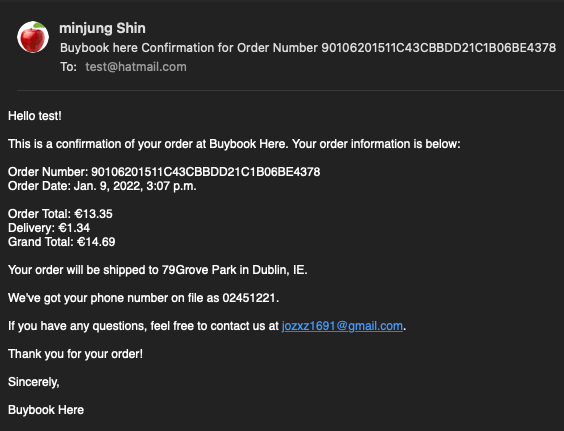 minjung Shin
Buybook here Confirmation for Order Number 90106201511C43CBBDD21C1B06BE4378
To: test@hatmail.com
Hello test!
This is a confirmation of your order at Buybook Here. Your order information is below:
Order Number: 90106201511C43CBBDD21C1B06BE4378
Order Date: Jan. 9, 2022, 3:07 p.m.
Order Total: €13.35
Delivery: €1.34
Grand Total: €14.69
Your order will be shipped to 79Grove Park in Dublin, IE.
We've got your phone number on file as 02451221.
If you have any questions, feel free to contact us at jozxz1691@gmail.com.
Thank you for your order!
Sincerely,
Buybook Here